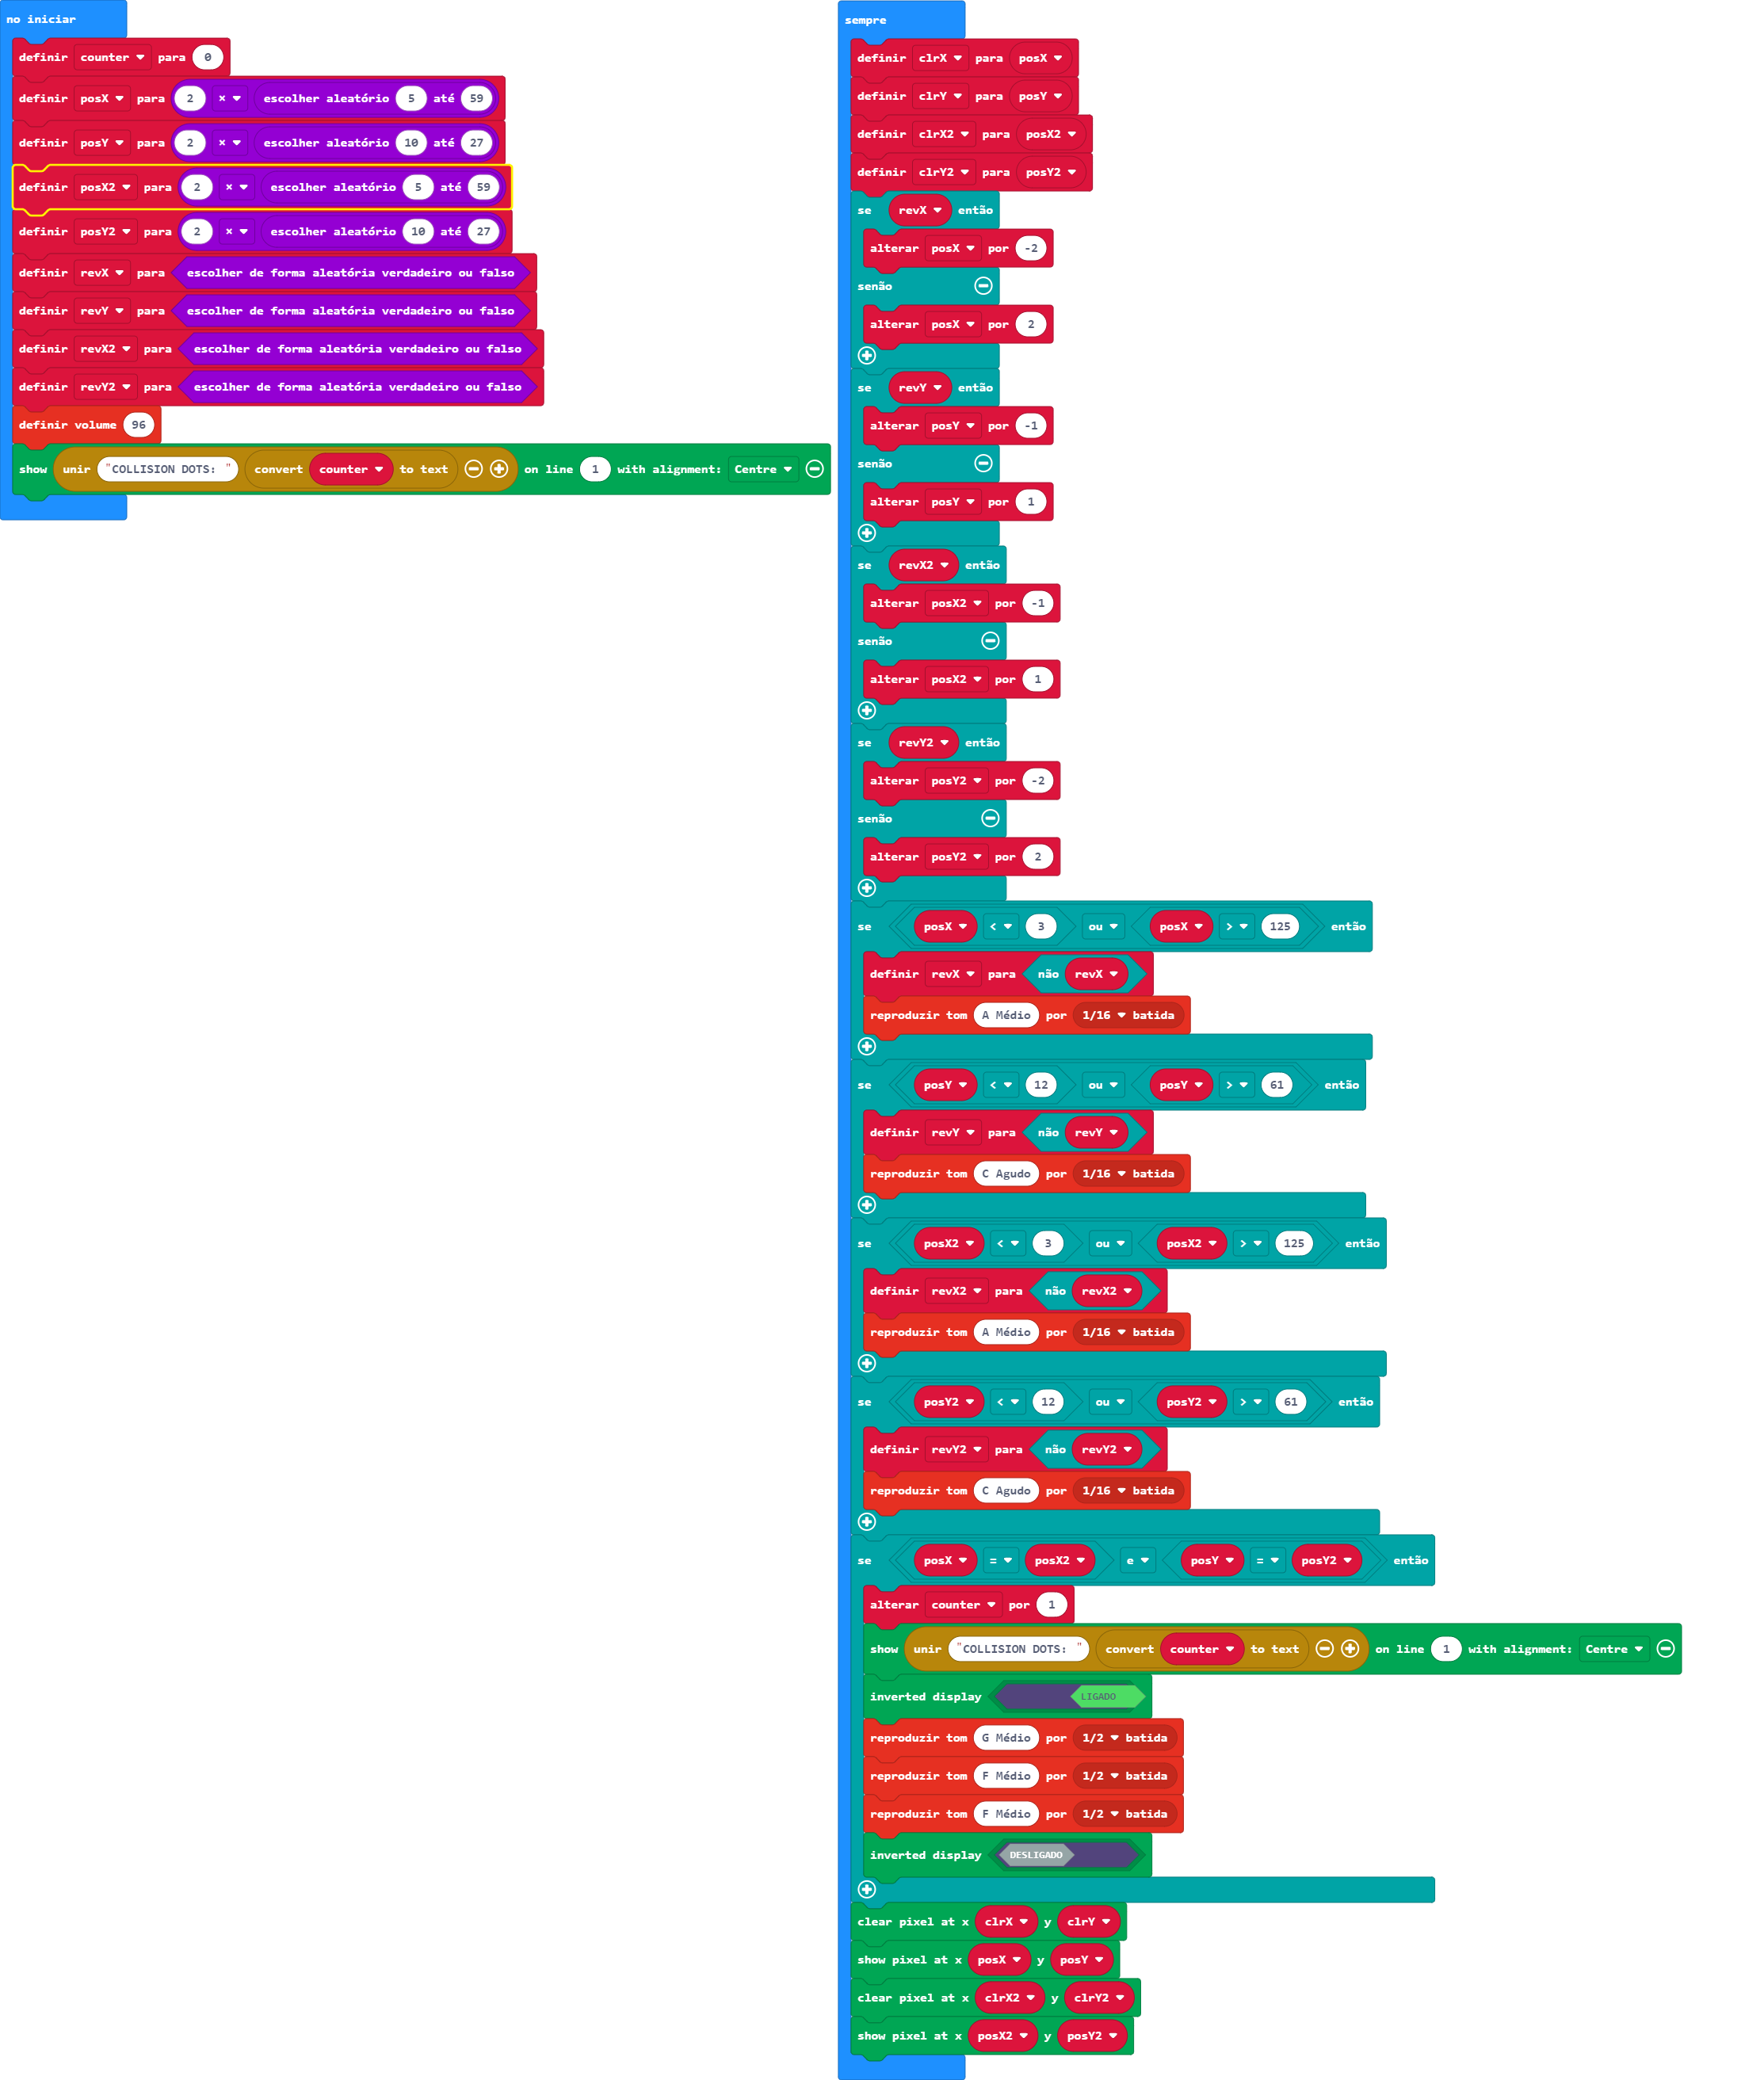 no iniciar
definir counter para 0
definir posX para 2 × escolher aleatório 5 até 59
definir posY para 2 × escolher aleatório 10 até 27
definir posX2 para 2 × escolher aleatório 5 até 59
definir posY2 para 2 × escolher aleatório 10 até 27
definir revX para escolher de forma aleatória verdadeiro ou falso
definir revY para escolher de forma aleatória verdadeiro ou falso
definir revX2 para escolher de forma aleatória verdadeiro ou falso
definir revY2 para escolher de forma aleatória verdadeiro ou falso
definir volume 96
show unir "COLLISION DOTS: " convert counter to text on line 1 with alignment: Centre
sempre
definir clrX para posX
definir clrY para posY
definir clrX2 para posX2
definir clrY2 para posY2
se revX então
alterar posX por -2
senão
alterar posX por 2
se revY então
alterar posY por -1
senão
alterar posY por 1
se revX2 então
alterar posX2 por -1
senão
alterar posX2 por 1
se revY2 então
alterar posY2 por -2
senão
alterar posY2 por 2
se posX < 3 ou posX > 125 então
definir revX para não revX
reproduzir tom A Médio por 1/16 batida
se posY < 12 ou posY > 61 então
definir revY para não revY
reproduzir tom C Agudo por 1/16 batida
se posX2 < 3 ou posX2 > 125 então
definir revX2 para não revX2
reproduzir tom A Médio por 1/16 batida
se posY2 < 12 ou posY2 > 61 então
definir revY2 para não revY2
reproduzir tom C Agudo por 1/16 batida
se posX = posX2 e posY = posY2 então
alterar counter por 1
show unir "COLLISION DOTS: " convert counter to text on line 1 with alignment: Centre
inverted display LIGADO
reproduzir tom G Médio por 1/2 batida
reproduzir tom F Médio por 1/2 batida
reproduzir tom F Médio por 1/2 batida
inverted display DESLIGADO
clear pixel at x clrX y clrY
show pixel at x posX y posY
clear pixel at x clrX2 y clrY2
show pixel at x posX2 y posY2